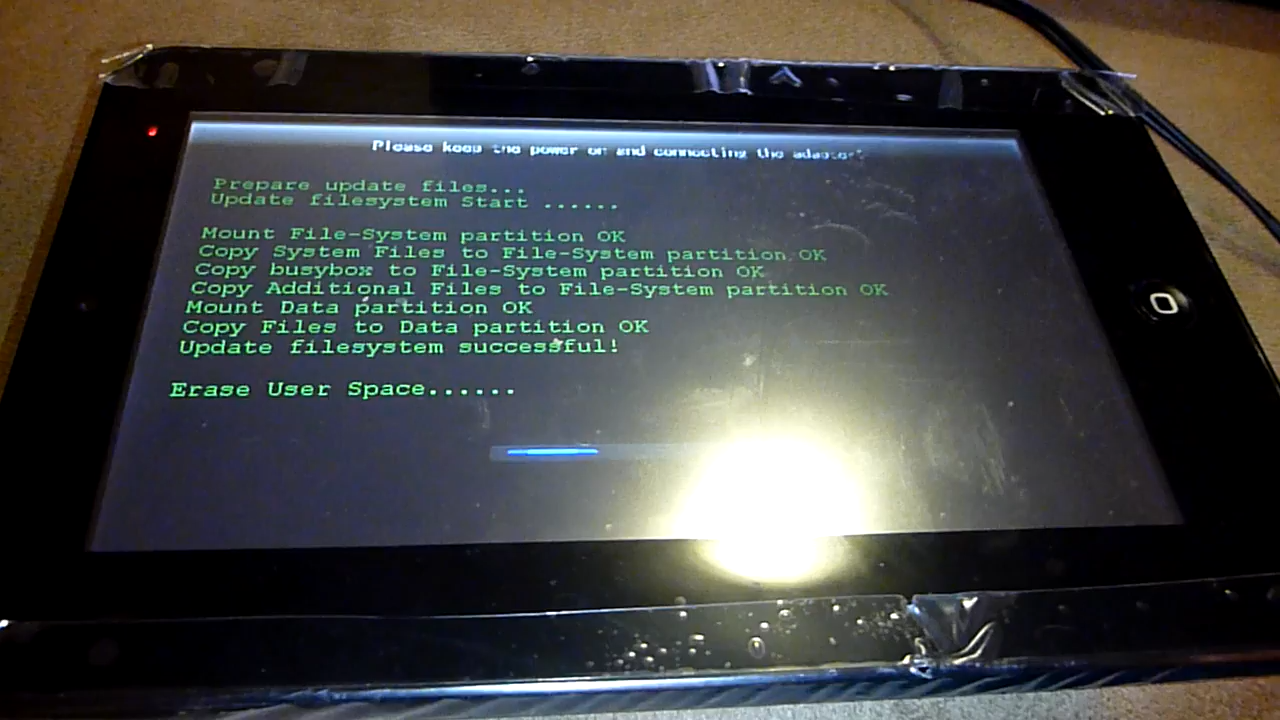 Please keep the power on and connecting the adapter!
Prepare update files...
Update filesystem Start ......
Mount File-System partition OK
Copy System Files to File-System partition OK
Copy busybox to File-System partition OK
Copy Additional Files to File-System partition OK
Mount Data partition OK
Copy Files to Data partition OK
Update filesystem successful!
Erase User Space......